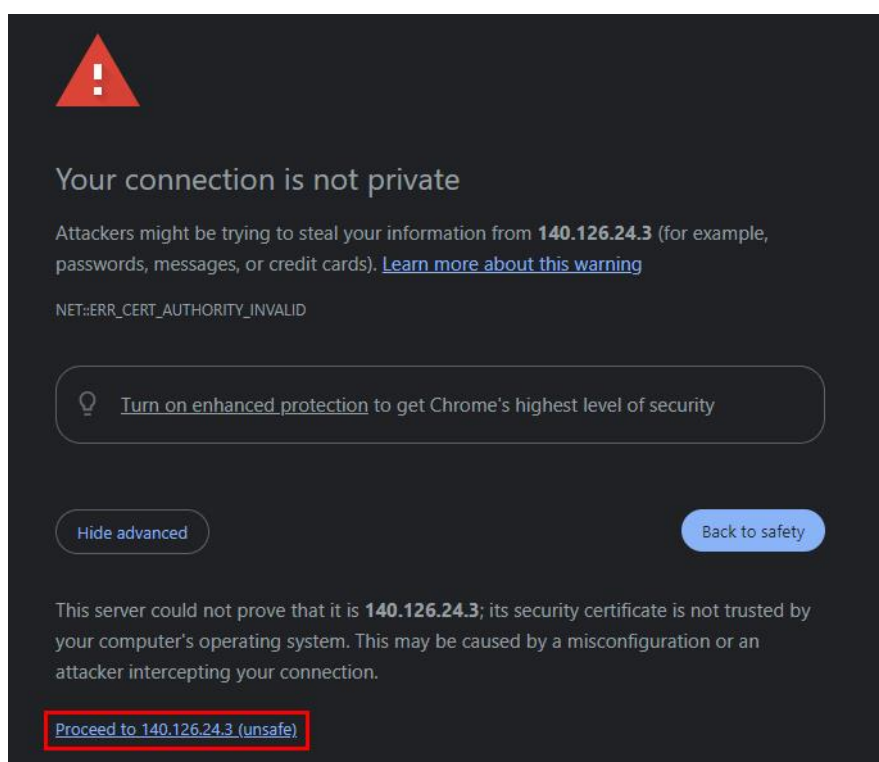 Your connection is not private
Attackers might be trying to steal your information from 140.126.24.3 (for example,
passwords, messages, or credit cards). Learn more about this warning
NET::ERR_CERT_AUTHORITY_INVALID
Turn on enhanced protection to get Chrome's highest level of security
Hide advanced
Back to safety
This server could not prove that it is 140.126.24.3; its security certificate is not trusted by
your computer's operating system. This may be caused by a misconfiguration or an
attacker intercepting your connection.
Proceed to 140.126.24.3 (unsafe)